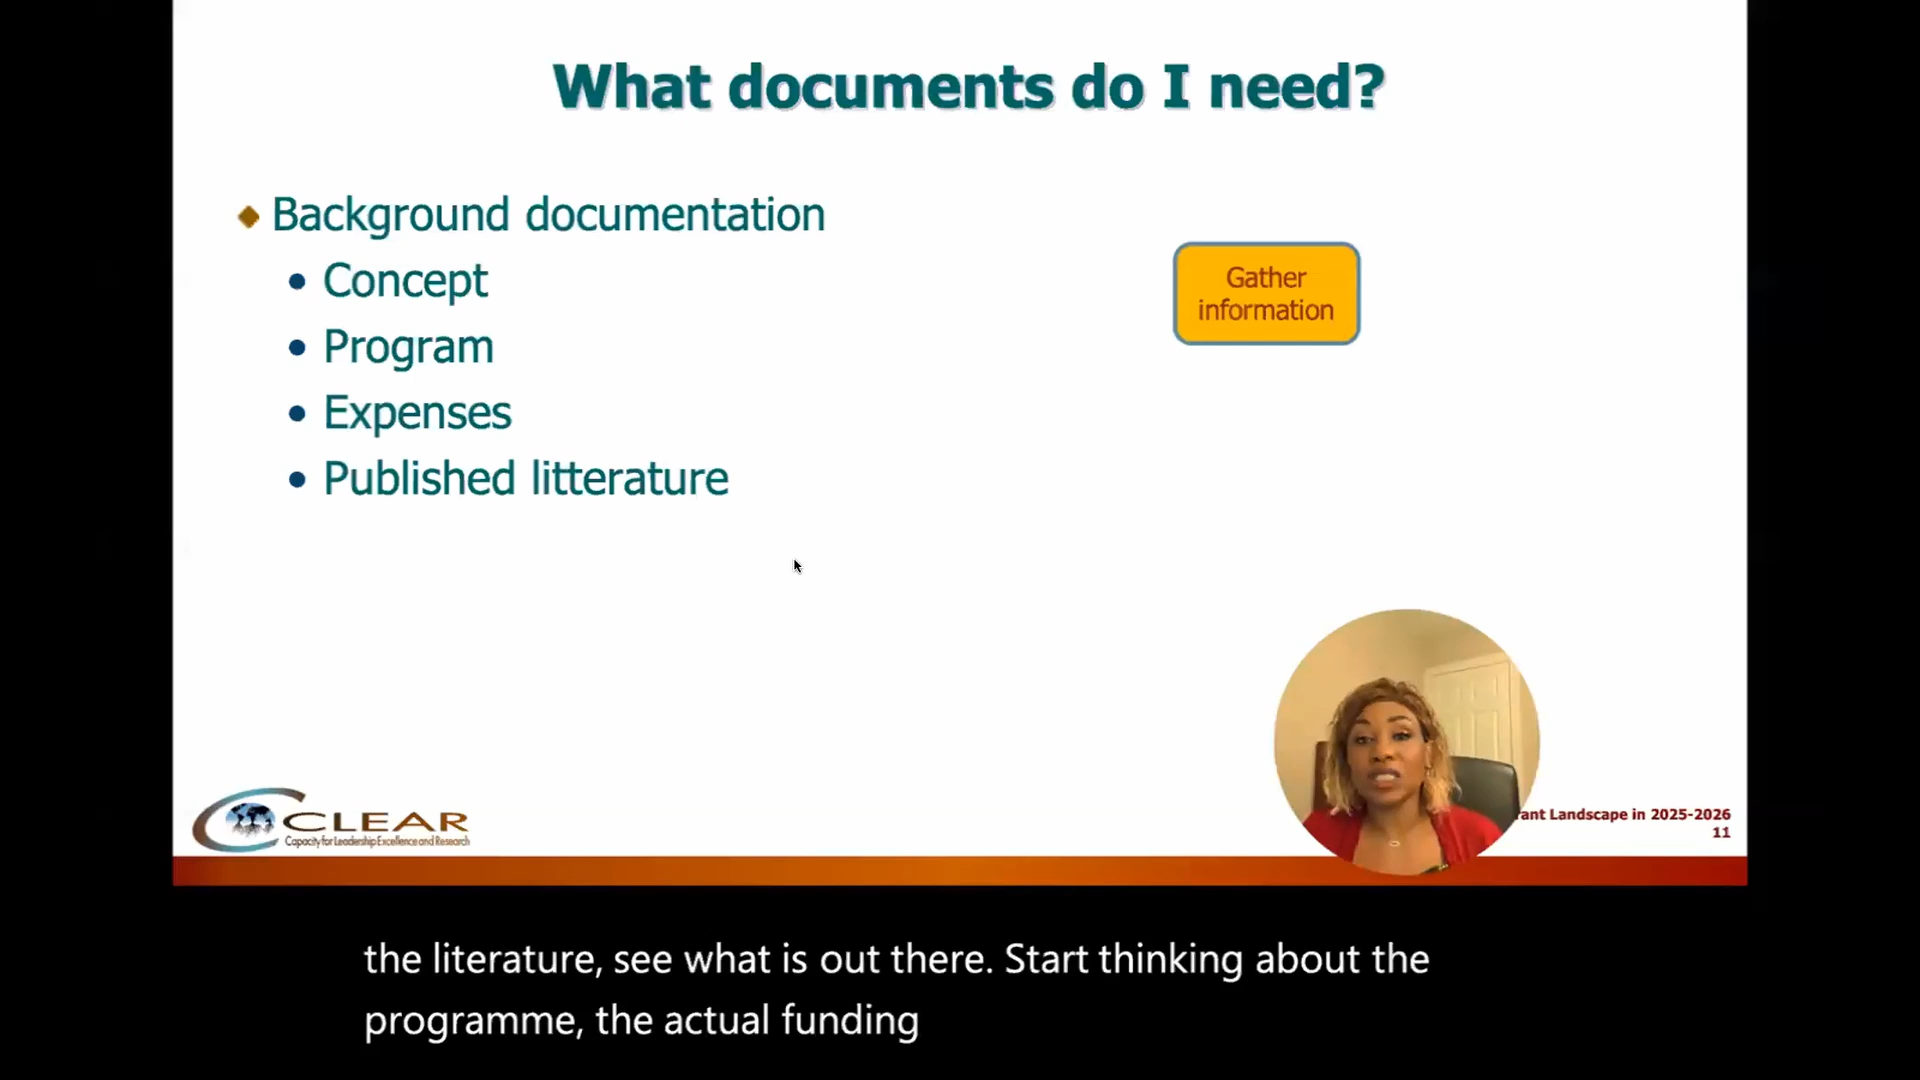 What documents do I need?
Background documentation
Concept
Program
Expenses
Published litterature
Gather
information
CLEAR
Capacity for Leadership Excellence and Research
Landscape in 2025-2026
11
the literature, see what is out there. Start thinking about the
programme, the actual funding